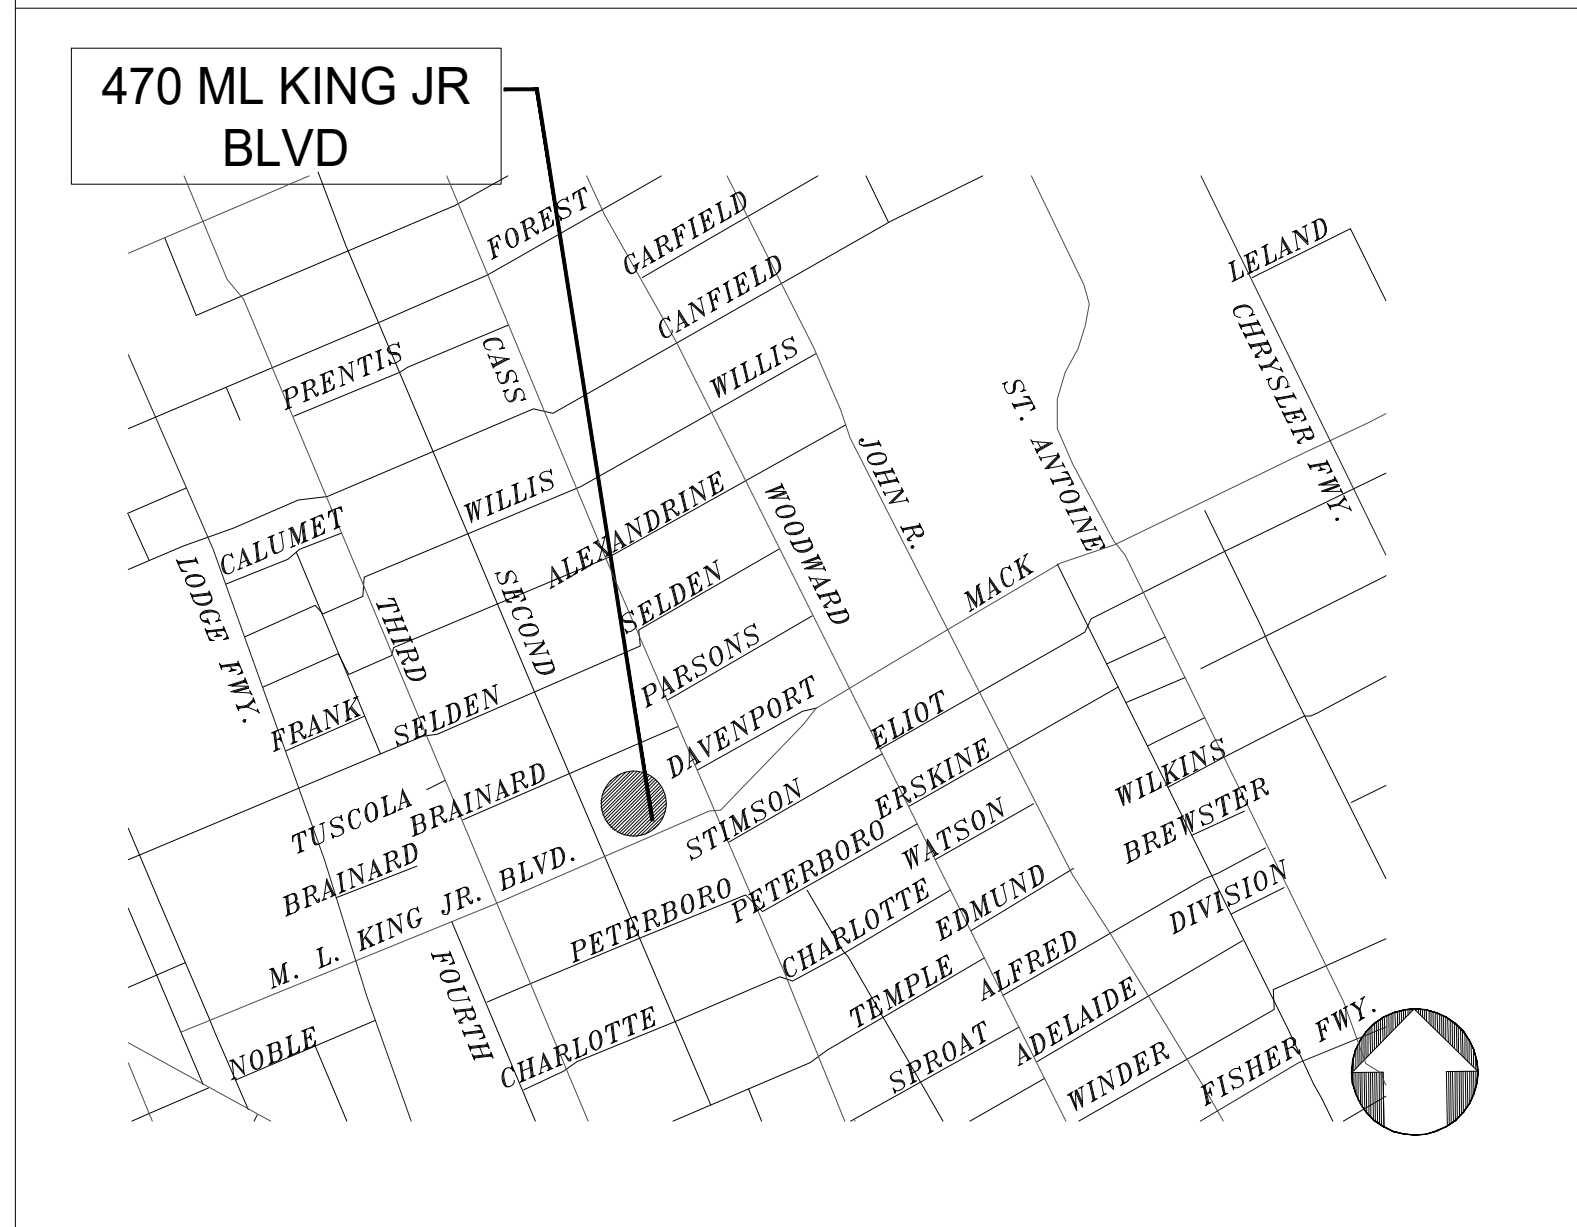 470 ML KING JR
BLVD
FOREST
GARFIELD
LELAND
CANFIELD
CHRYSLER FWY.
PRENTIS
CASS
WILLIS
ST. ANTOINE
JOHN R.
WILLIS
WOODWARD
ALEXANDRINE
CALUMET
LODGE FWY.
THIRD
SECOND
SELDEN
MACK
PARSONS
FRANK
SELDEN
DAVENPORT
ELIOT
TUSCOLA
BRAINARD
STIMSON
ERSKINE
WILKINS
BREWSTER
BRAINARD
M. L. KING JR. BLVD.
PETERBORO
PETERBORO
WATSON
CHARLOTTE
EDMUND
DIVISION
FOURTH
TEMPLE
ALFRED
NOBLE
CHARLOTTE
SPROAT
ADELAIDE
WINDER
FISHER FWY.